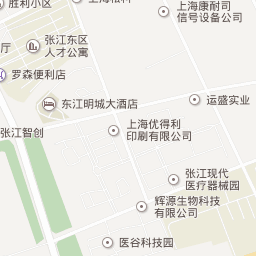 胜利小区
上海康耐司
信号设备公司
张江东区
人才公寓
厅
罗森便利店
东江明城大酒店
运盛实业
张江智创
上海优得利
印刷有限公司
张江现代
医疗器械园
辉源生物科技
有限公司
医谷科技园